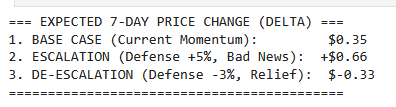 === EXPECTED 7-DAY PRICE CHANGE (DELTA) ===
1. BASE CASE (Current Momentum):         $0.35
2. ESCALATION (Defense +5%, Bad News):  +$0.66
3. DE-ESCALATION (Defense -3%, Relief):  $-0.33
===========================================